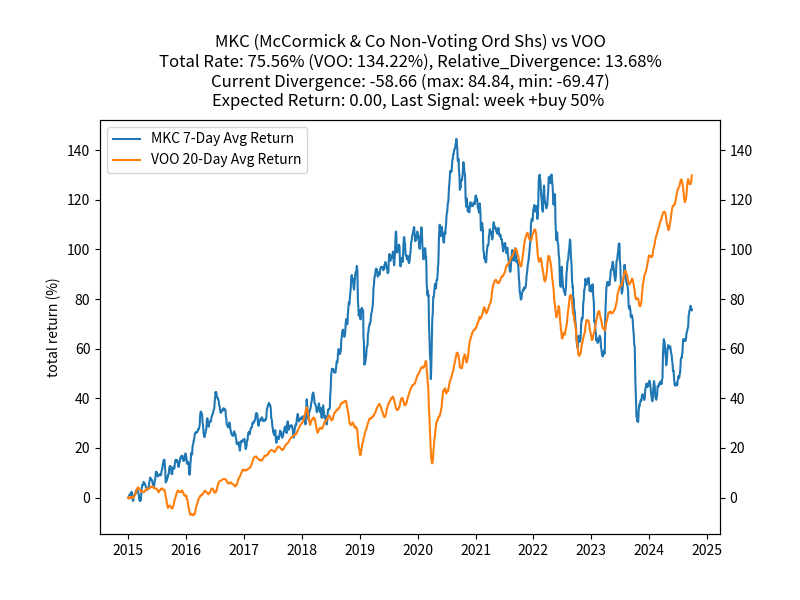 MKC (McCormick & Co Non-Voting Ord Shs) vs VOO
Total Rate: 75.56% (VOO: 134.22%), Relative_Divergence: 13.68%
Current Divergence: -58.66 (max: 84.84, min: -69.47)
Expected Return: 0.00, Last Signal: week +buy 50%
MKC 7-Day Avg Return
VOO 20-Day Avg Return
total return (%)
140 140
120 120
100 100
80 80
60 60
40 40
20 20
0 0
2015 2016 2017 2018 2019 2020 2021 2022 2023 2024 2025